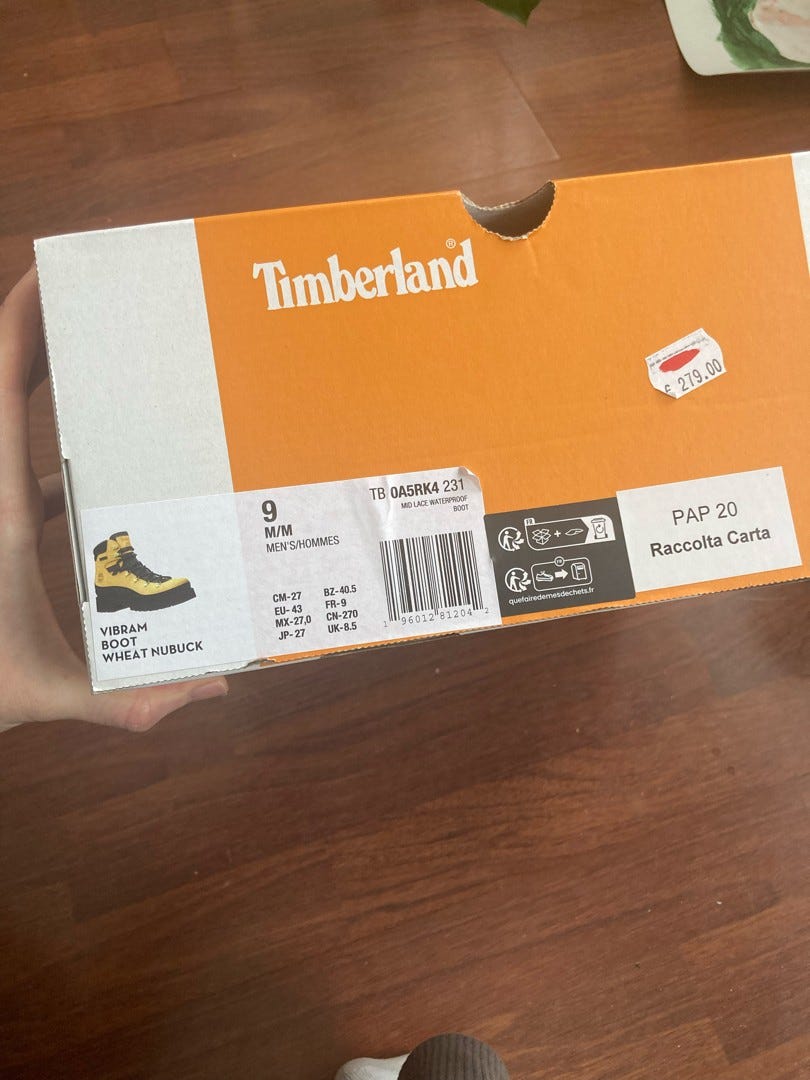 Timberland®
£ 279.00
9
M/M
MEN'S/HOMMES
TB 0A5RK4 231
MID LACE WATERPROOF
BOOT
CM-27 BZ-40.5
EU-43 FR-9
MX-27,0 CN-270
JP-27 UK-8.5
1 96012 81204 2
VIBRAM
BOOT
WHEAT NUBUCK
FR
FR
quefairedemesdechets.fr
PAP 20
Raccolta Carta